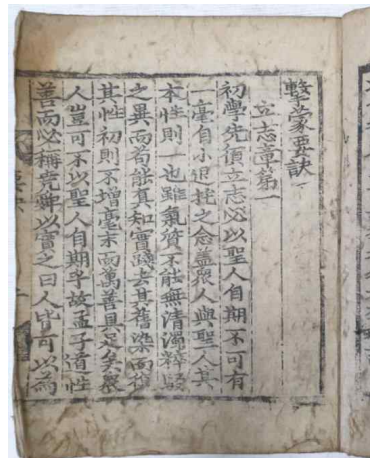 擊蒙要訣
立志章第一
初學先須立志必以聖人自期不可有
一毫自小退托之念盖衆人與聖人其
本性則一也雖氣質不能無清濁粹駁
之異而苟能真知實踐去其舊染而復
其性初則不增毫末而萬善具足矣衆
人豈可不以聖人自期乎故孟子道性
善而必稱堯舜以實之曰人皆可以為